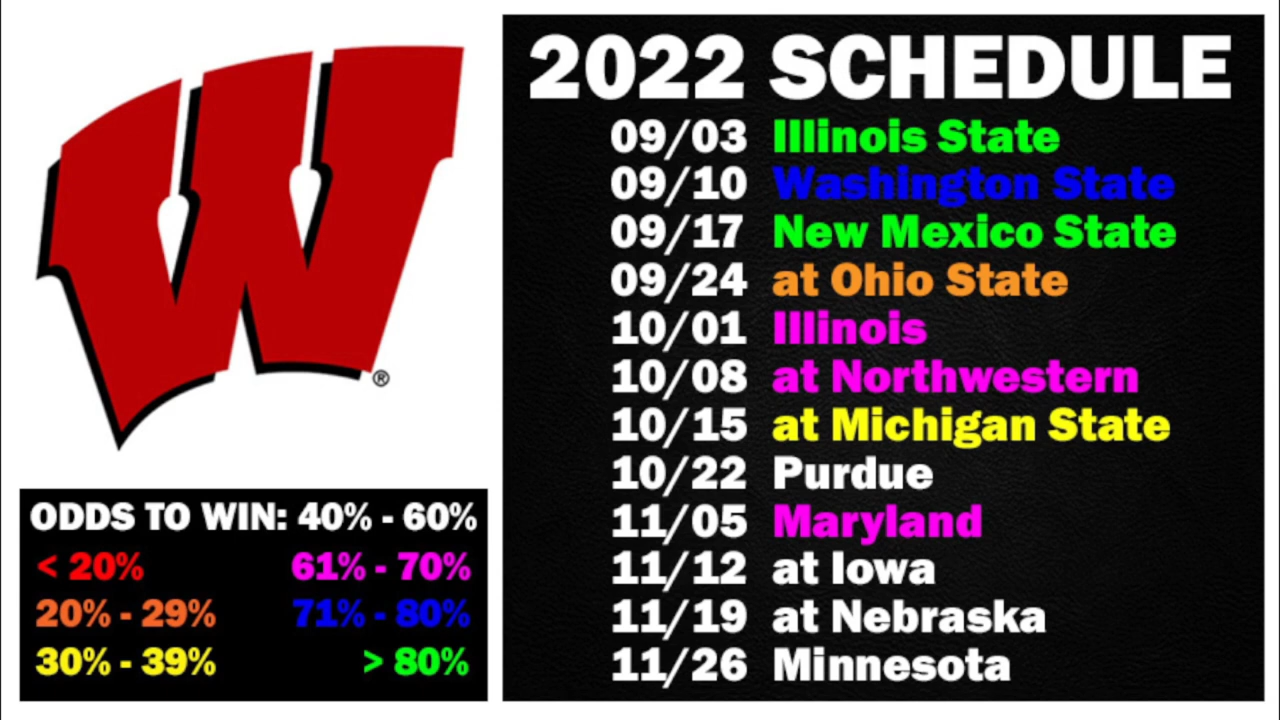 W
®
ODDS TO WIN: 40% - 60%
< 20% 61% - 70%
20% - 29% 71% - 80%
30% - 39% > 80%
2022 SCHEDULE
09/03 Illinois State
09/10 Washington State
09/17 New Mexico State
09/24 at Ohio State
10/01 Illinois
10/08 at Northwestern
10/15 at Michigan State
10/22 Purdue
11/05 Maryland
11/12 at Iowa
11/19 at Nebraska
11/26 Minnesota